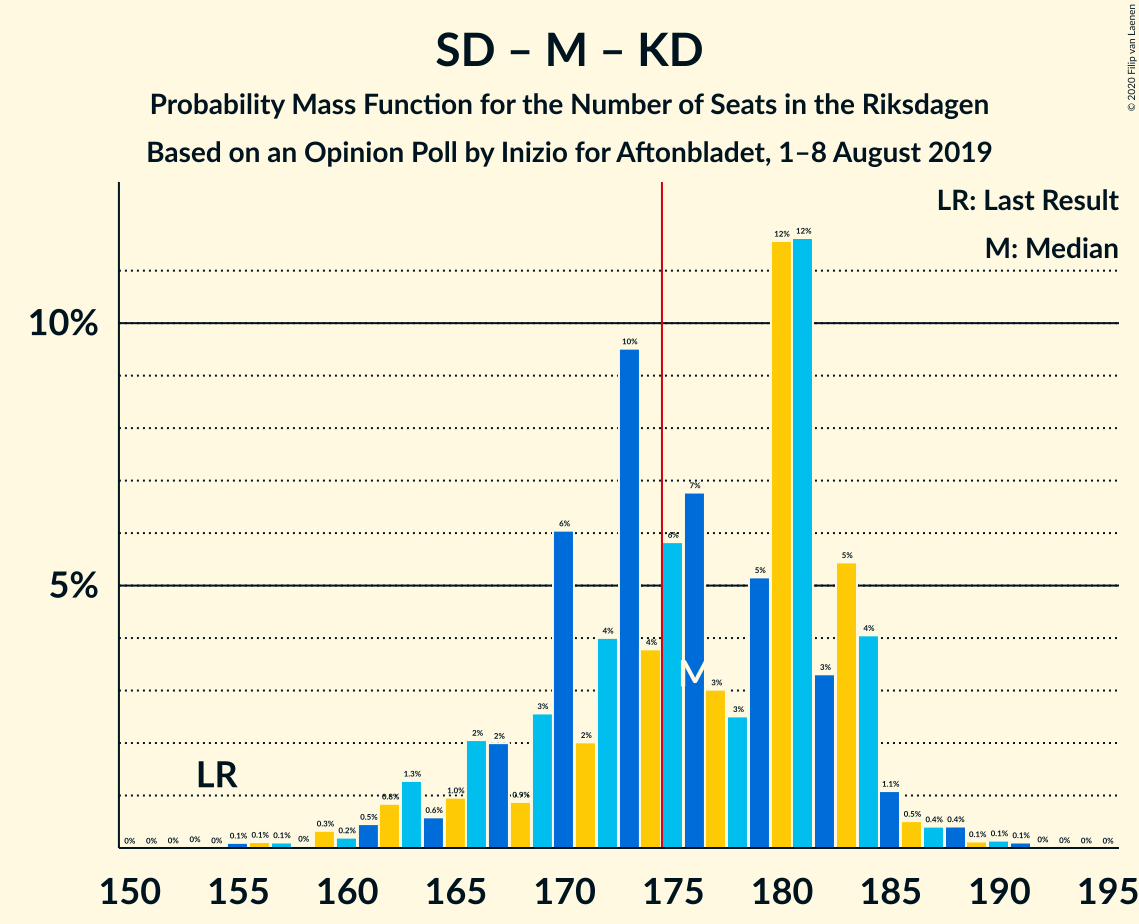 SD – M – KD
Probability Mass Function for the Number of Seats in the Riksdagen
Based on an Opinion Poll by Inizio for Aftonbladet, 1–8 August 2019
© 2020 Filip van Laenen
LR: Last Result
M: Median
10%
5%
LR
M
0% 0% 0% 0% 0% 0.1% 0.1% 0.1% 0% 0.3% 0.2% 0.5% 0.8% 1.3% 0.6% 1.0% 2% 2% 0.9% 3% 6% 2% 4% 10% 4% 6% 7% 3% 3% 5% 12% 12% 3% 5% 4% 1.1% 0.5% 0.4% 0.4% 0.1% 0.1% 0.1% 0% 0% 0% 0%
150 155 160 165 170 175 180 185 190 195